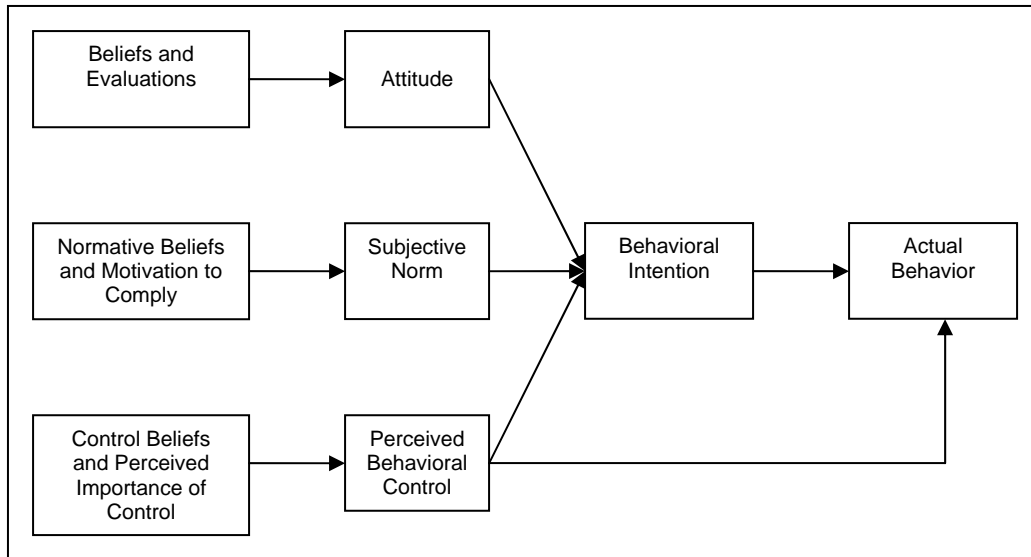 Beliefs and
Evaluations
Attitude
Normative Beliefs
and Motivation to
Comply
Subjective
Norm
Behavioral
Intention
Actual
Behavior
Control Beliefs
and Perceived
Importance of
Control
Perceived
Behavioral
Control